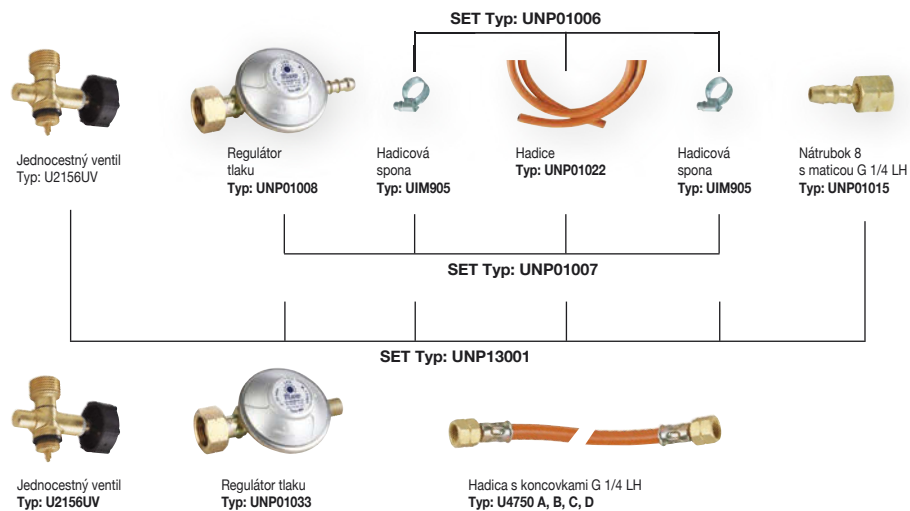 SET Typ: UNP01006
Jednocestný ventil
Typ: U2156UV
Regulátor
tlaku
Typ: UNP01008
Hadicová
spona
Typ: UIM905
Hadice
Typ: UNP01022
Hadicová
spona
Typ: UIM905
Nátrubok 8
s maticou G 1/4 LH
Typ: UNP01015
SET Typ: UNP01007
SET Typ: UNP13001
Jednocestný ventil
Typ: U2156UV
Regulátor tlaku
Typ: UNP01033
Hadica s koncovkami G 1/4 LH
Typ: U4750 A, B, C, D